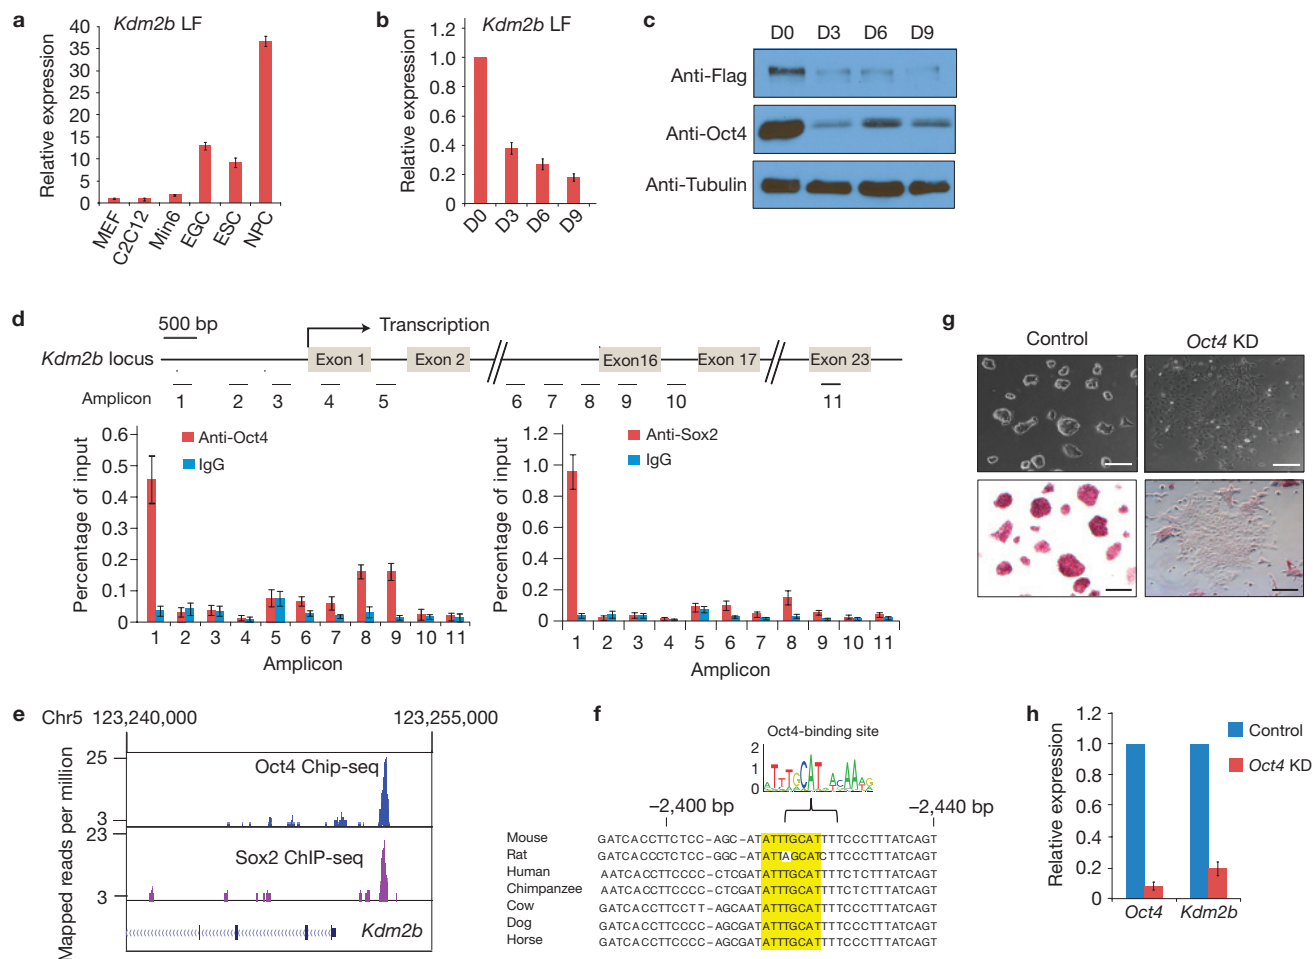 a
Kdm2b LF
Relative expression
40
35
30
25
20
15
10
5
0
MEF
C2C12
Min6
EGC
ESC
NPC
b
Kdm2b LF
Relative expression
1.2
1.0
0.8
0.6
0.4
0.2
0
D0
D3
D6
D9
c
D0 D3 D6 D9
Anti-Flag
Anti-Oct4
Anti-Tubulin
d
500 bp
Transcription
Kdm2b locus
Exon 1 Exon 2 Exon16 Exon 17 Exon 23
Amplicon
1 2 3 4 5 6 7 8 9 10 11
Percentage of input
0.6
0.5
0.4
0.3
0.2
0.1
0
Anti-Oct4
IgG
1 2 3 4 5 6 7 8 9 10 11
Amplicon
Percentage of input
1.2
1.0
0.8
0.6
0.4
0.2
0
Anti-Sox2
IgG
1 2 3 4 5 6 7 8 9 10 11
Amplicon
g
Control
Oct4 KD
e
Chr5 123,240,000 123,255,000
Mapped reads per million
25
Oct4 Chip-seq
3
23
Sox2 ChIP-seq
3
Kdm2b
f
Oct4-binding site
2
1
0
–2,400 bp
–2,440 bp
Mouse GATCACCTTCTCC-AGC-ATATTTGCATTTTCCCTTTATCAGT
Rat GATCACCCTCTCC-GGC-ATATTAGCATCTTCCCTTTATCAGT
Human AATCACCTTCCCC-CTCGATATTTGCATTTTCTCTTTATCAGT
Chimpanzee AATCACCTTCCCC-CTCGATATTTGCATTTTCTCTTTATCAGT
Cow GATCACCTTCCTT-AGCAATATTTGCATTTTCCCTTTATCAGT
Dog GATCACCTTCCCC-AGCGATATTTGCATTTTCCCTTTATCAGT
Horse GATCACCTTCCCC-AGCGATATTTGCATTTTCCCTTTATCAGT
h
Relative expression
1.2
1.0
0.8
0.6
0.4
0.2
0
Control
Oct4 KD
Oct4
Kdm2b